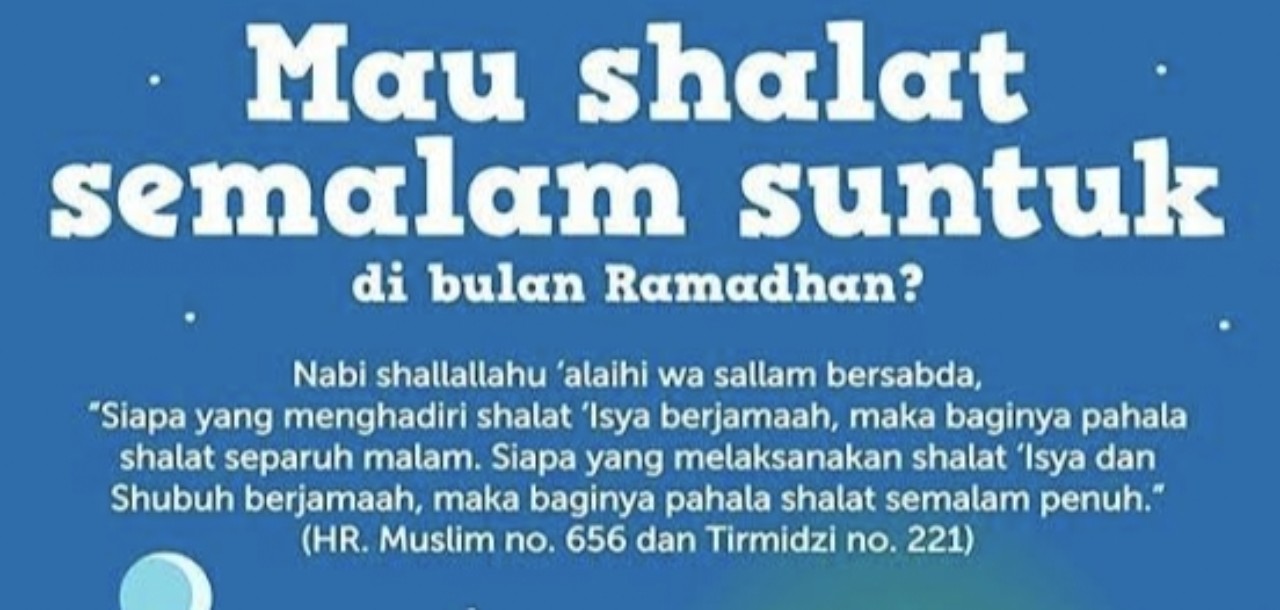 Mau shalat
semalam suntuk
di bulan Ramadhan?
Nabi shallallahu ‘alaihi wa sallam bersabda,
“Siapa yang menghadiri shalat ‘Isya berjamaah, maka baginya pahala
shalat separuh malam. Siapa yang melaksanakan shalat ‘Isya dan
Shubuh berjamaah, maka baginya pahala shalat semalam penuh.”
(HR. Muslim no. 656 dan Tirmidzi no. 221)